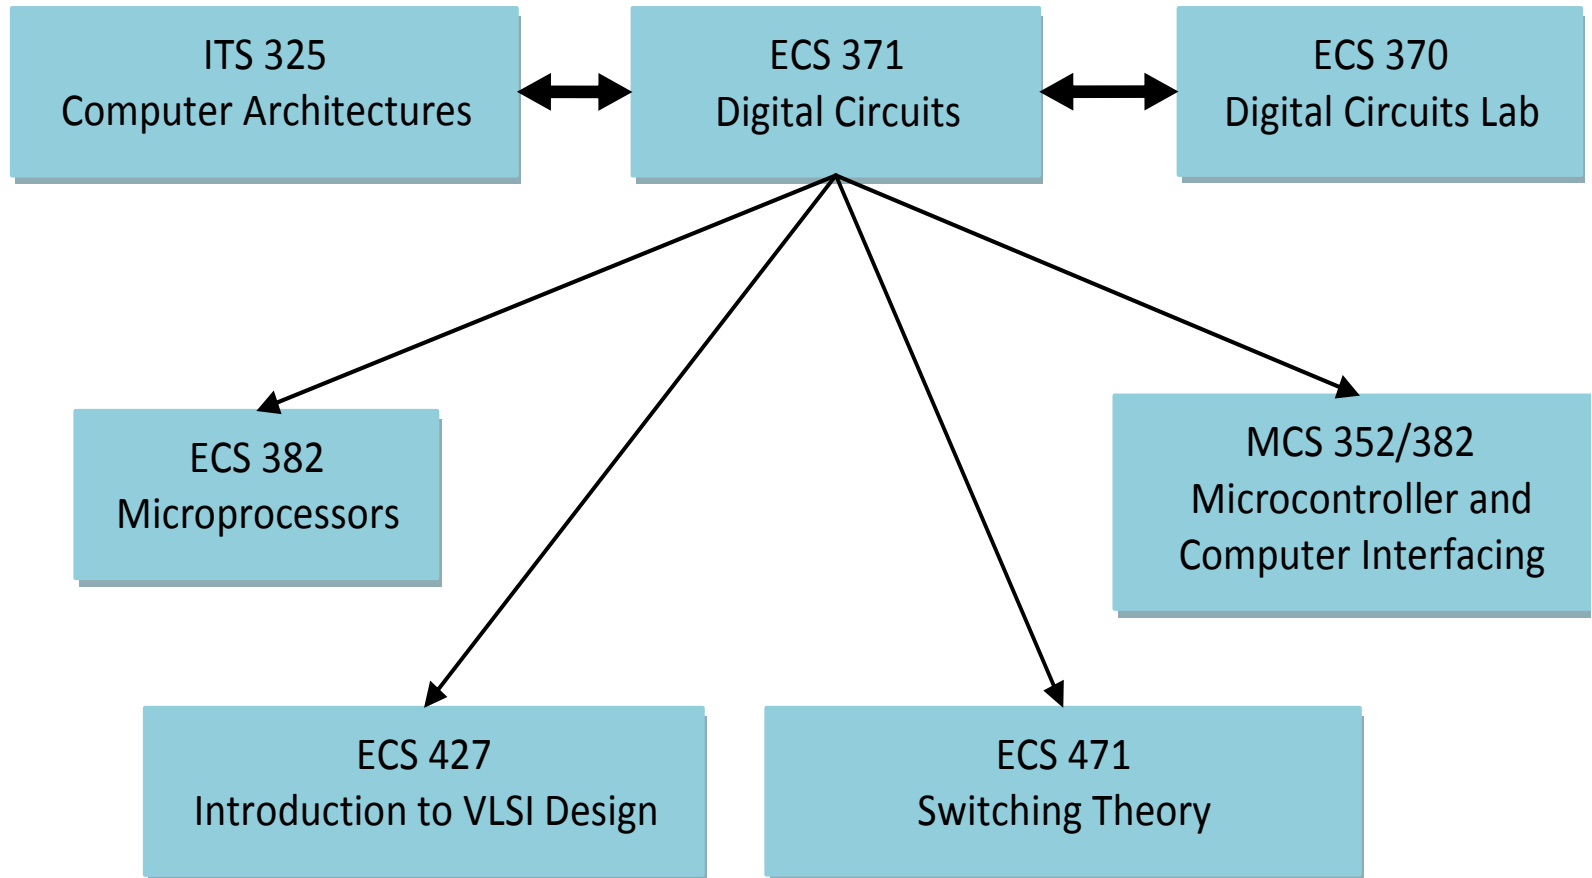 ITS 325
Computer Architectures
ECS 371
Digital Circuits
ECS 370
Digital Circuits Lab
ECS 382
Microprocessors
MCS 352/382
Microcontroller and
Computer Interfacing
ECS 427
Introduction to VLSI Design
ECS 471
Switching Theory